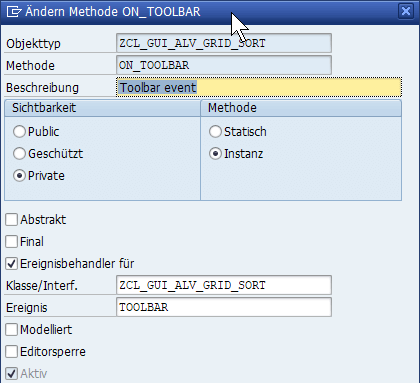 Ändern Methode ON_TOOLBAR
Objekttyp ZCL_GUI_ALV_GRID_SORT
Methode ON_TOOLBAR
Beschreibung Toolbar event
Sichtbarkeit Methode
Public Statisch
Geschützt Instanz
Private
Abstrakt
Final
Ereignisbehandler für
Klasse/Interf. ZCL_GUI_ALV_GRID_SORT
Ereignis TOOLBAR
Modelliert
Editorsperre
Aktiv